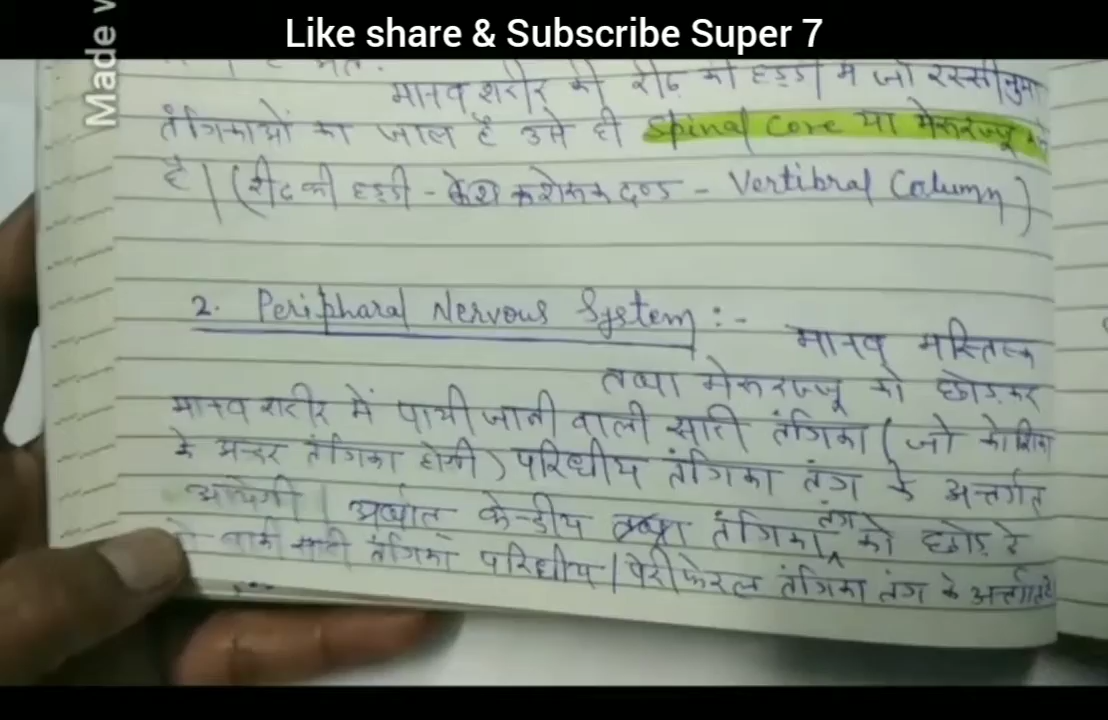 Like share & Subscribe Super 7
Made
मानव शरीर की रीढ़ की हड्डी में जो रस्सीनुमा
तंत्रिकाओं का जाल है उसे ही Spinal Core या मेरूरज्जू
है | (रीढ की हड्डी - कशेरूक दण्ड - Vertibral Column)
2. Peripharal Nervous System :-
मानव मस्तिष्क
तथा मेरूरज्जू को छोड़कर
मानव शरीर में पायी जानी वाली सारी तंत्रिका (जो कोशिका
के अन्दर तंत्रिका होगी) परिधीय तंत्रिका तंत्र के अन्तर्गत
आयेगी | अर्थात् केन्द्रीय तंत्रिका तंत्र को छोड़ दे
तो बाकी सारी तंत्रिका परिधीय / पेरीफेरल तंत्रिका तंत्र के अन्तर्गत है